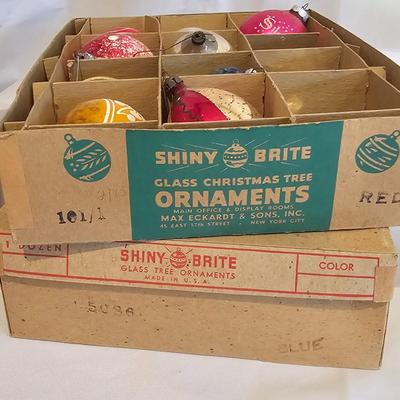 SHINY BRITE
GLASS CHRISTMAS TREE
ORNAMENTS
MAIN OFFICE & DISPLAY ROOMS
MAX ECKARDT & SONS, INC.
45 EAST 17TH STREET - NEW YORK CITY
101/1
RED
1 DOZEN
SHINY BRITE
GLASS TREE ORNAMENTS
MADE IN U.S.A.
COLOR
BLUE